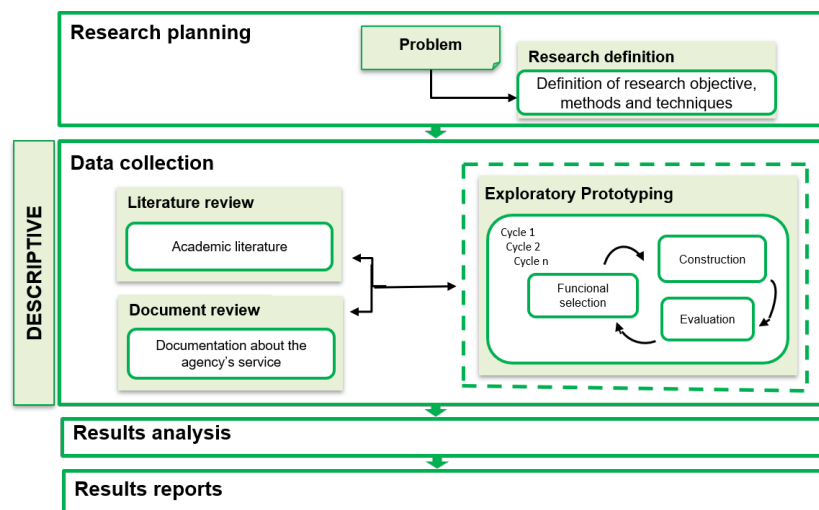 Research planning
Problem
Research definition
Definition of research objective,
methods and techniques
DESCRIPTIVE
Data collection
Literature review
Academic literature
Document review
Documentation about the
agency's service
Exploratory Prototyping
Cycle 1
Cycle 2
Cycle n
Funcional
selection
Construction
Evaluation
Results analysis
Results reports